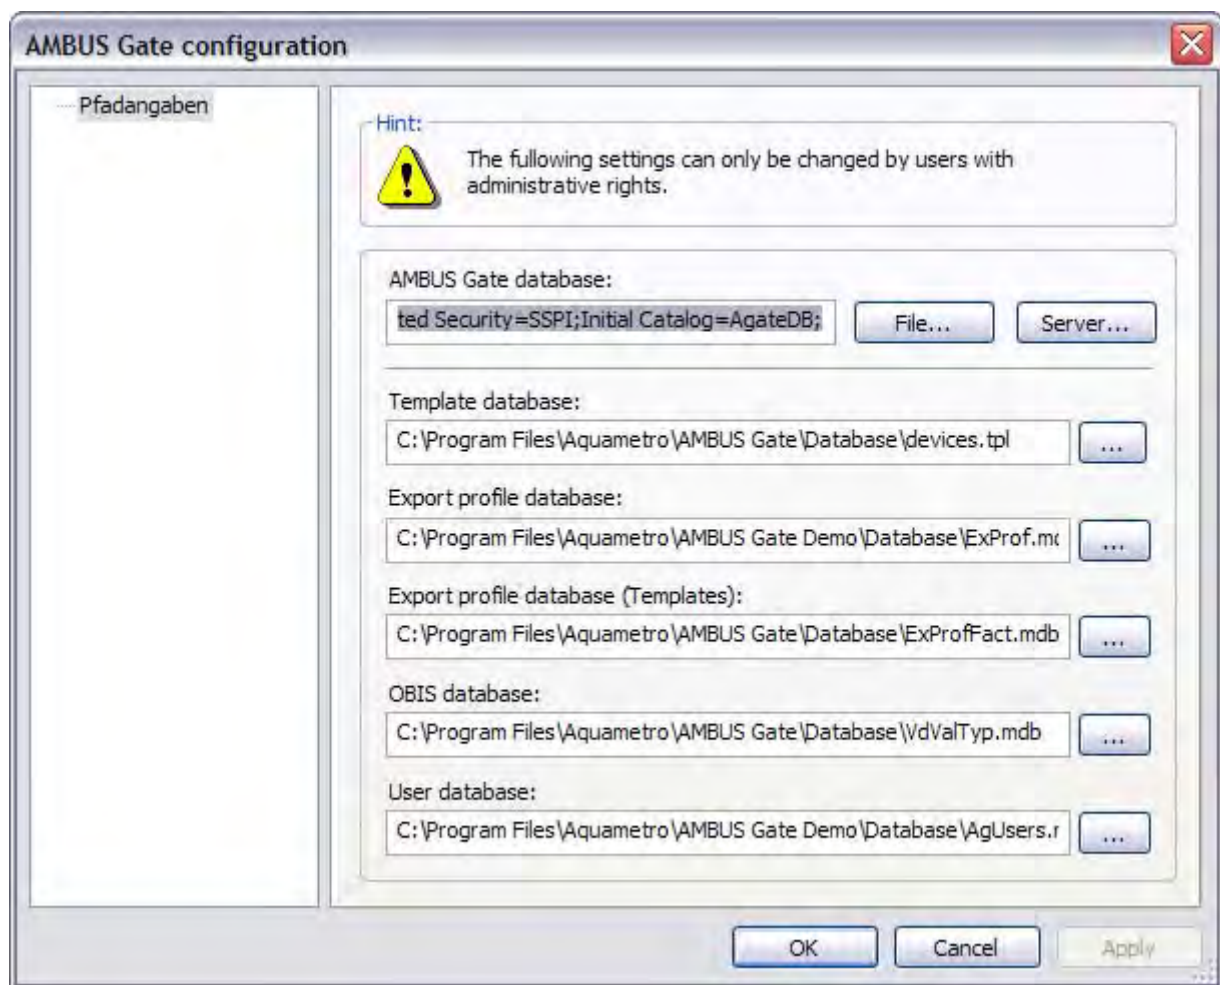 AMBUS Gate configuration
Pfadangaben
Hint:
The fullowing settings can only be changed by users with
administrative rights.
AMBUS Gate database:
ted Security=SSPI;Initial Catalog=AgateDB;
File...
Server...
Template database:
C:\Program Files\Aquametro\AMBUS Gate\Database\devices.tpl
...
Export profile database:
C:\Program Files\Aquametro\AMBUS Gate Demo\Database\ExProf.mc
...
Export profile database (Templates):
C:\Program Files\Aquametro\AMBUS Gate\Database\ExProfFact.mdb
...
OBIS database:
C:\Program Files\Aquametro\AMBUS Gate\Database\VdValTyp.mdb
...
User database:
C:\Program Files\Aquametro\AMBUS Gate Demo\Database\AgUsers.r
...
OK
Cancel
Apply